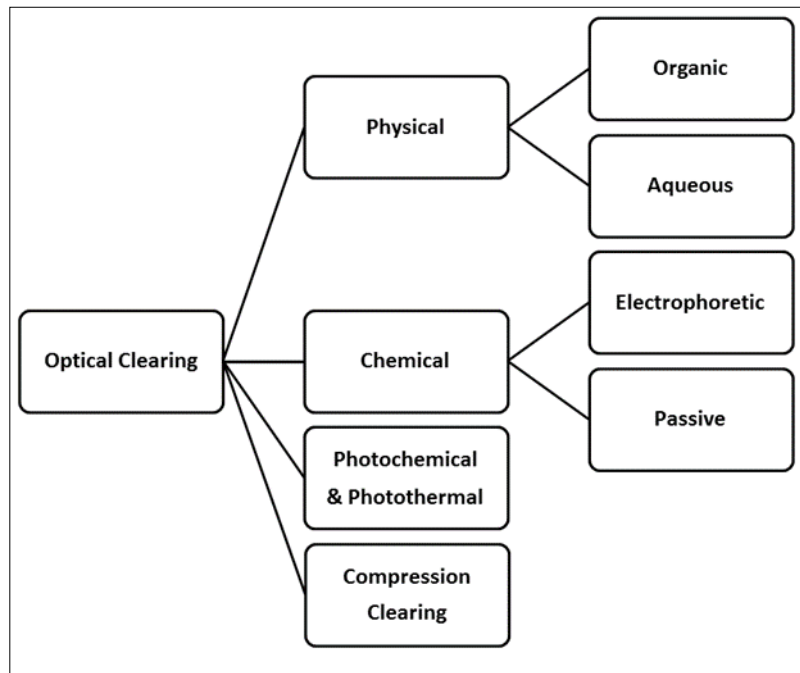 Optical Clearing
Physical
Organic
Aqueous
Chemical
Electrophoretic
Passive
Photochemical
& Photothermal
Compression
Clearing